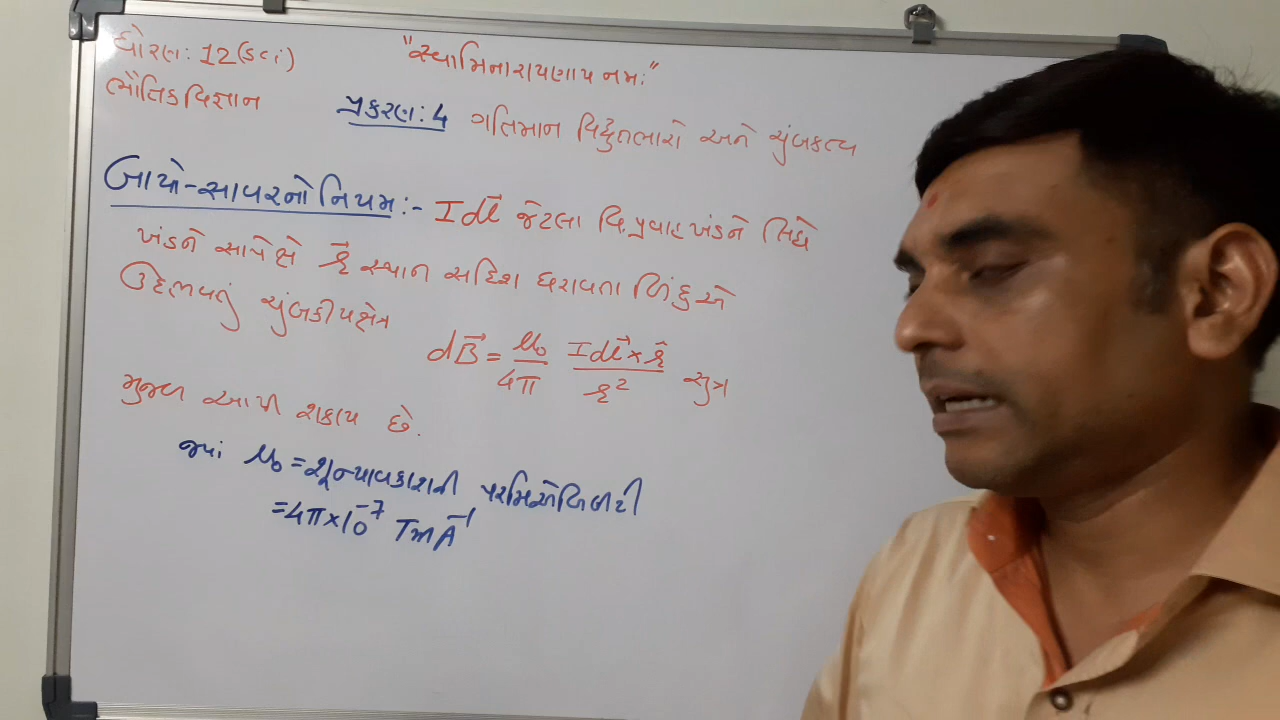 ધોરણ: 12(Sci)
"સ્વામિનારાયણાય નમઃ"
ભૌતિકવિજ્ઞાન
પ્રકરણ: 4 ગતિમાન વિદ્યુતભારો અને ચુંબકત્વ
બાયો-સાવરનો નિયમ:- Idl⃗ જેટલા વિ.પ્રવાહ ખંડને લિધે
ખંડને સાપેક્ષે r⃗ સ્થાન સદિશ ધરાવતા બિંદુએ
ઉદ્દભવતું ચુંબકીયક્ષેત્ર
dB⃗ = μ₀/4π Idl⃗ × r̂/r² સુત્ર
મુજબ આપી શકાય છે.
જ્યાં μ₀ = શૂન્યાવકાશની પરમિએબિલીટી
= 4π×10⁻⁷ TmA⁻¹